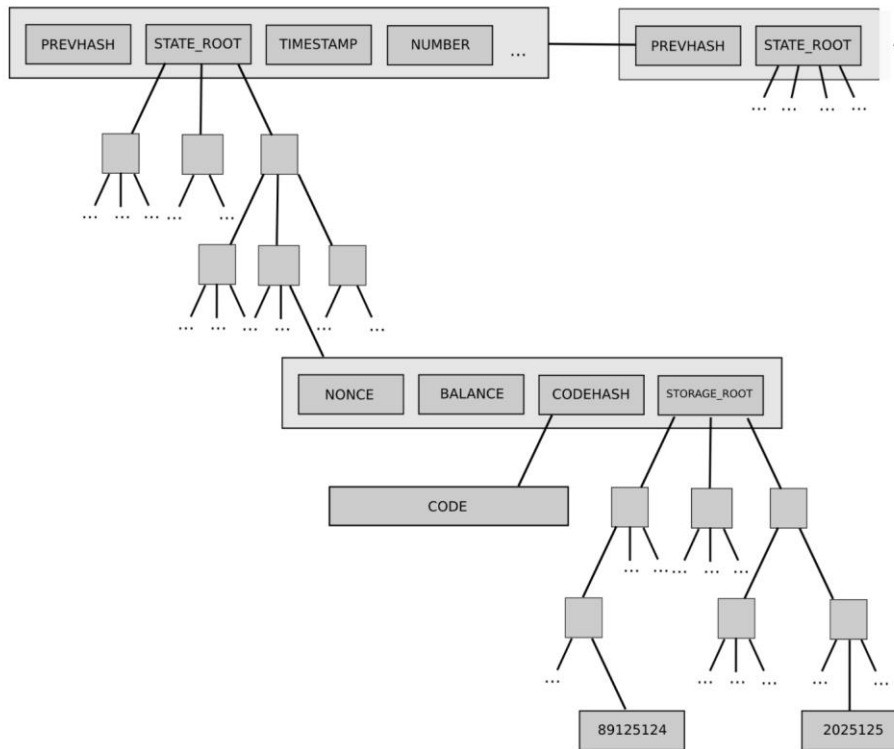 PREVHASH STATE_ROOT TIMESTAMP NUMBER ... PREVHASH STATE_ROOT
... ... ... ...
... ... ... ... ...
... ... ... ... ... ... ...
NONCE BALANCE CODEHASH STORAGE_ROOT
CODE
... ... ... ... ...
... ... ... ... ... ...
89125124 2025125